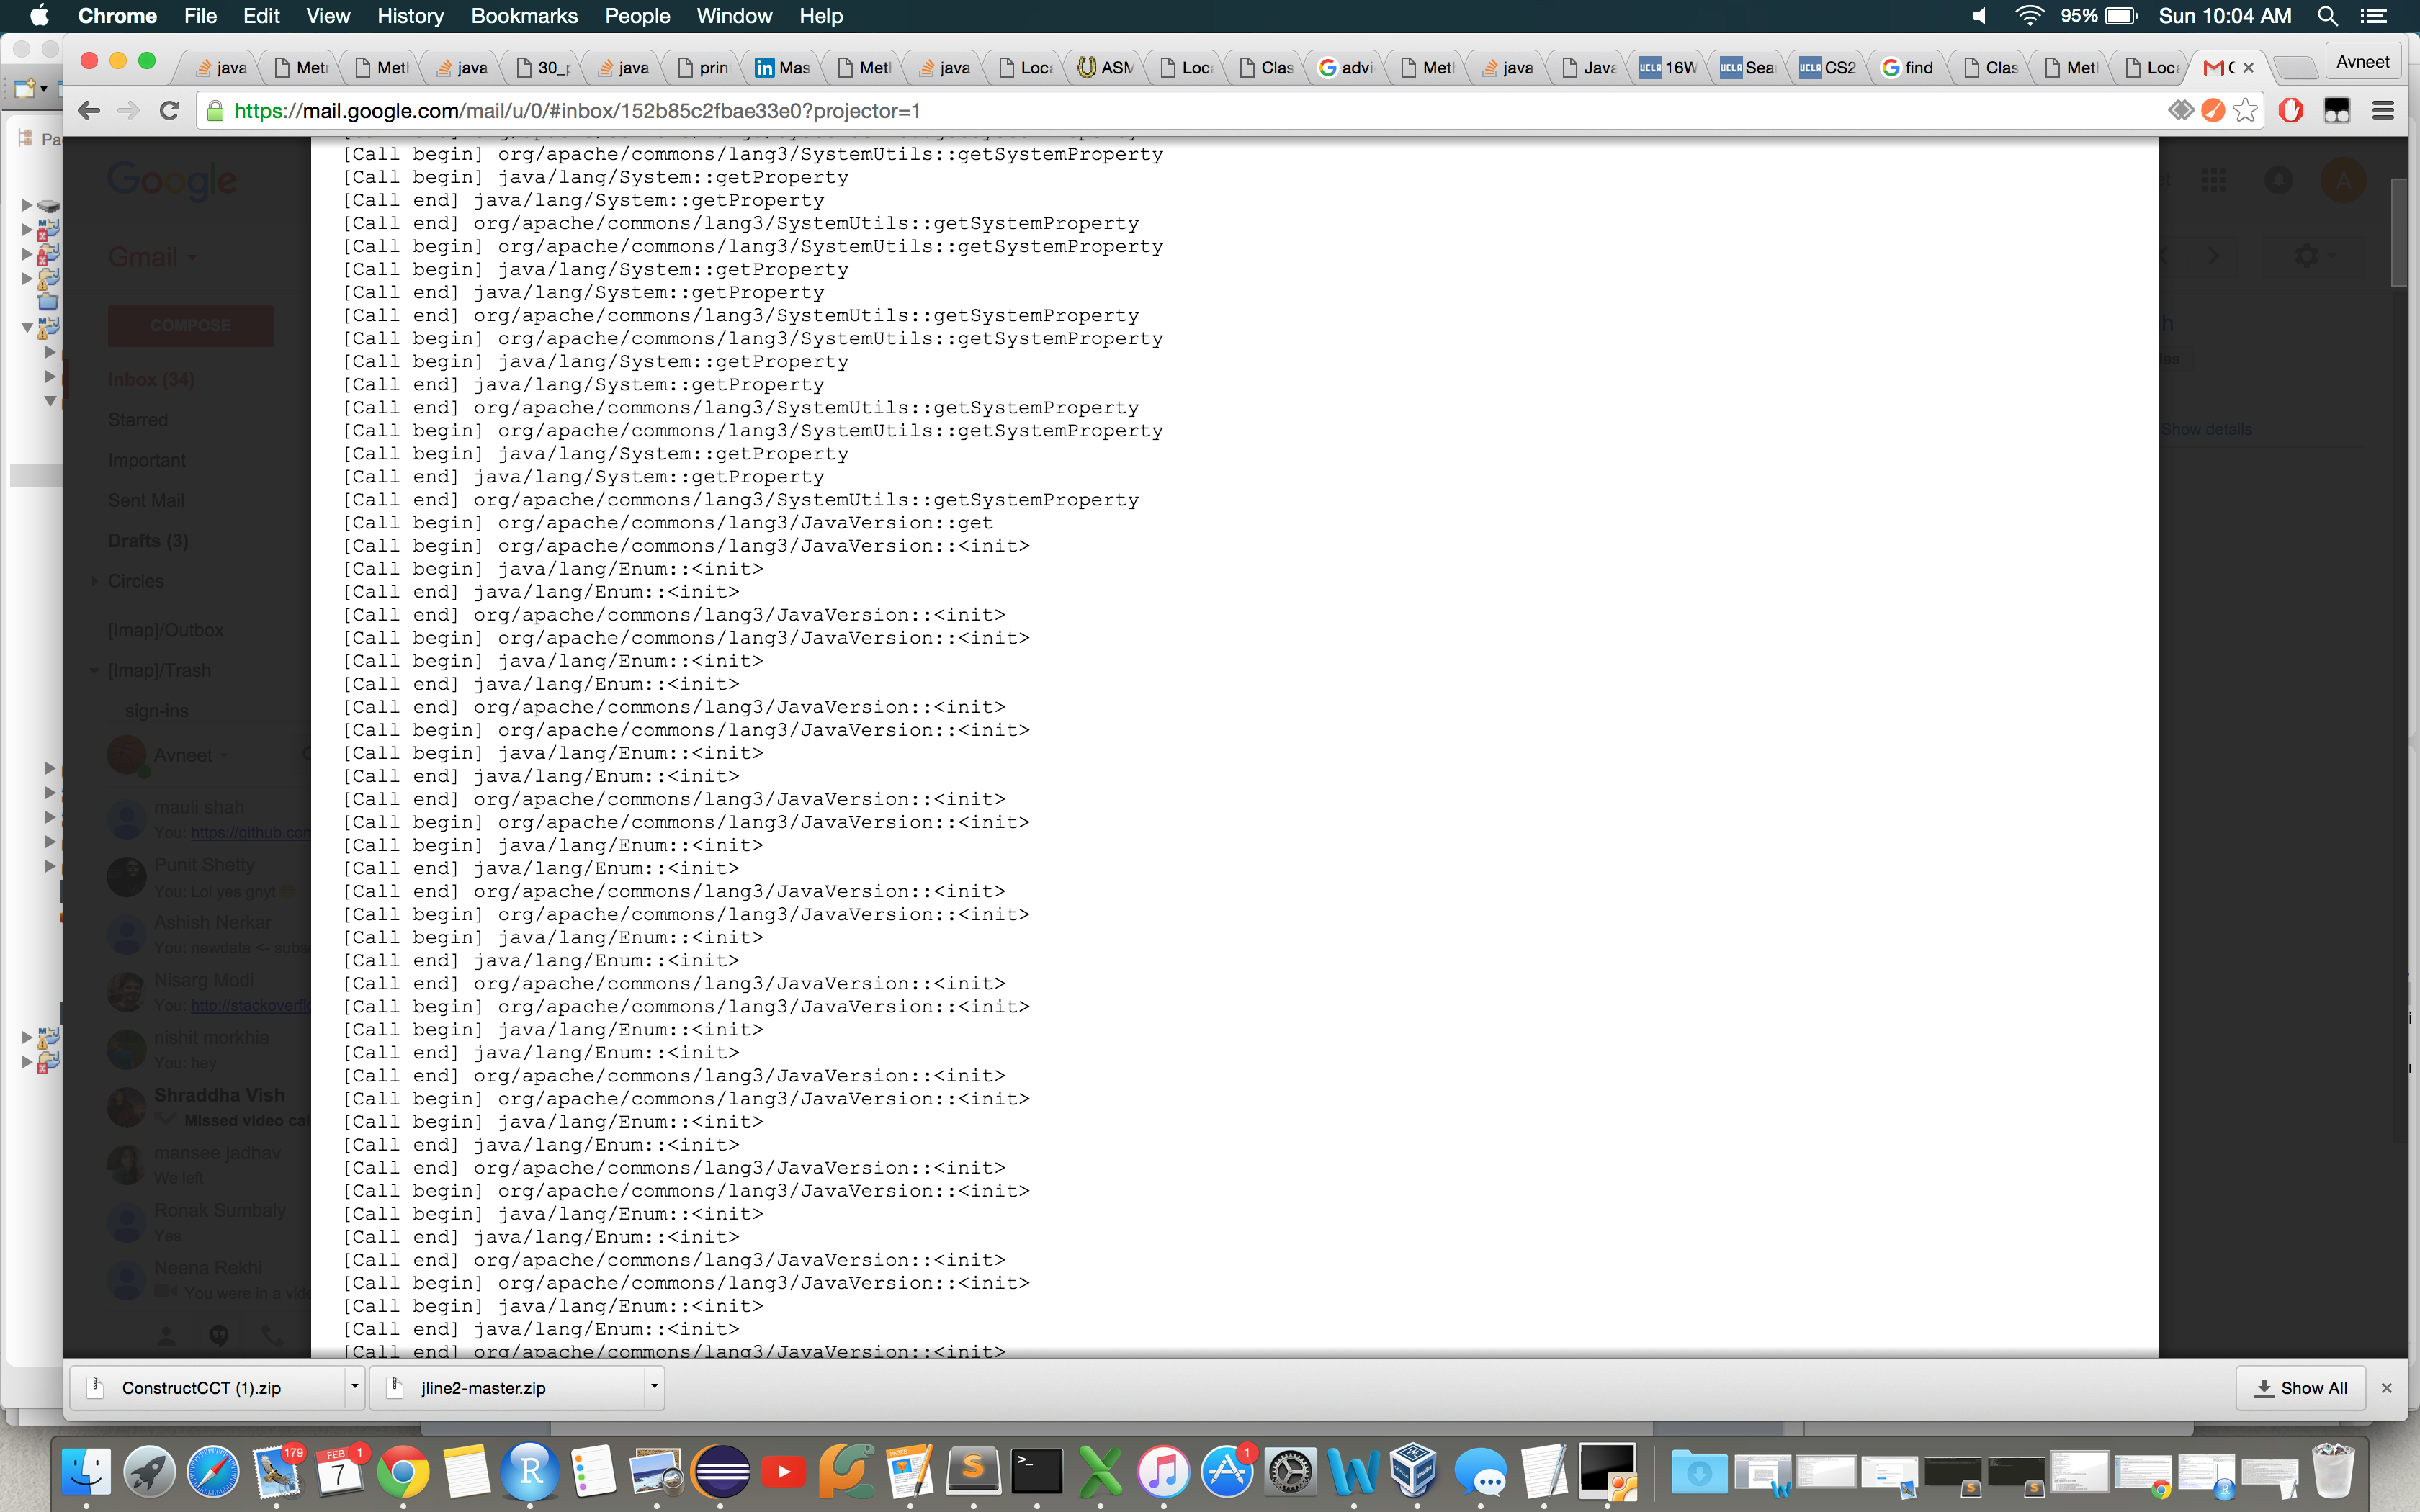 Chrome File Edit View History Bookmarks People Window Help 95% Sun 10:04 AM
java Met Met java 30_p java prin Mas Met java Loca ASM Loca Clas advi Met java Java 16W Sea CS2 find Clas Met Loca Avneet
https://mail.google.com/mail/u/0/#inbox/152b85c2fbae33e0?projector=1
[Call begin] org/apache/commons/lang3/SystemUtils::getSystemProperty
[Call begin] java/lang/System::getProperty
[Call end] java/lang/System::getProperty
[Call end] org/apache/commons/lang3/SystemUtils::getSystemProperty
[Call begin] org/apache/commons/lang3/SystemUtils::getSystemProperty
[Call begin] java/lang/System::getProperty
[Call end] java/lang/System::getProperty
[Call end] org/apache/commons/lang3/SystemUtils::getSystemProperty
[Call begin] org/apache/commons/lang3/SystemUtils::getSystemProperty
[Call begin] java/lang/System::getProperty
[Call end] java/lang/System::getProperty
[Call end] org/apache/commons/lang3/SystemUtils::getSystemProperty
[Call begin] org/apache/commons/lang3/SystemUtils::getSystemProperty
[Call begin] java/lang/System::getProperty
[Call end] java/lang/System::getProperty
[Call end] org/apache/commons/lang3/SystemUtils::getSystemProperty
[Call begin] org/apache/commons/lang3/JavaVersion::get
[Call begin] org/apache/commons/lang3/JavaVersion::<init>
[Call begin] java/lang/Enum::<init>
[Call end] java/lang/Enum::<init>
[Call end] org/apache/commons/lang3/JavaVersion::<init>
[Call begin] org/apache/commons/lang3/JavaVersion::<init>
[Call begin] java/lang/Enum::<init>
[Call end] java/lang/Enum::<init>
[Call end] org/apache/commons/lang3/JavaVersion::<init>
[Call begin] org/apache/commons/lang3/JavaVersion::<init>
[Call begin] java/lang/Enum::<init>
[Call end] java/lang/Enum::<init>
[Call end] org/apache/commons/lang3/JavaVersion::<init>
[Call begin] org/apache/commons/lang3/JavaVersion::<init>
[Call begin] java/lang/Enum::<init>
[Call end] java/lang/Enum::<init>
[Call end] org/apache/commons/lang3/JavaVersion::<init>
[Call begin] org/apache/commons/lang3/JavaVersion::<init>
[Call begin] java/lang/Enum::<init>
[Call end] java/lang/Enum::<init>
[Call end] org/apache/commons/lang3/JavaVersion::<init>
[Call begin] org/apache/commons/lang3/JavaVersion::<init>
[Call begin] java/lang/Enum::<init>
[Call end] java/lang/Enum::<init>
[Call end] org/apache/commons/lang3/JavaVersion::<init>
[Call begin] org/apache/commons/lang3/JavaVersion::<init>
[Call begin] java/lang/Enum::<init>
[Call end] java/lang/Enum::<init>
[Call end] org/apache/commons/lang3/JavaVersion::<init>
[Call begin] org/apache/commons/lang3/JavaVersion::<init>
[Call begin] java/lang/Enum::<init>
[Call end] java/lang/Enum::<init>
[Call end] org/apache/commons/lang3/JavaVersion::<init>
[Call begin] org/apache/commons/lang3/JavaVersion::<init>
[Call begin] java/lang/Enum::<init>
[Call end] java/lang/Enum::<init>
[Call end] org/apache/commons/lang3/JavaVersion::<init>
Google
Gmail
COMPOSE
Inbox (34)
Starred
Important
Sent Mail
Drafts (3)
Circles
[Imap]/Outbox
[Imap]/Trash
sign-ins
Avneet
mauli shah
You: https://github.com
Punit Shetty
You: Lol yes gnyt
Ashish Nerkar
You: newdata <- subs
Nisarg Modi
You: http://stackoverfl
nishit morkhia
You: hey
Shraddha Vish
Missed video cal
mansee jadhav
We left
Ronak Sumbaly
Yes
Neena Rekhi
You were in a vid
A
Show details
ConstructCCT (1).zip jline2-master.zip Show All
179 FEB 7 1 1